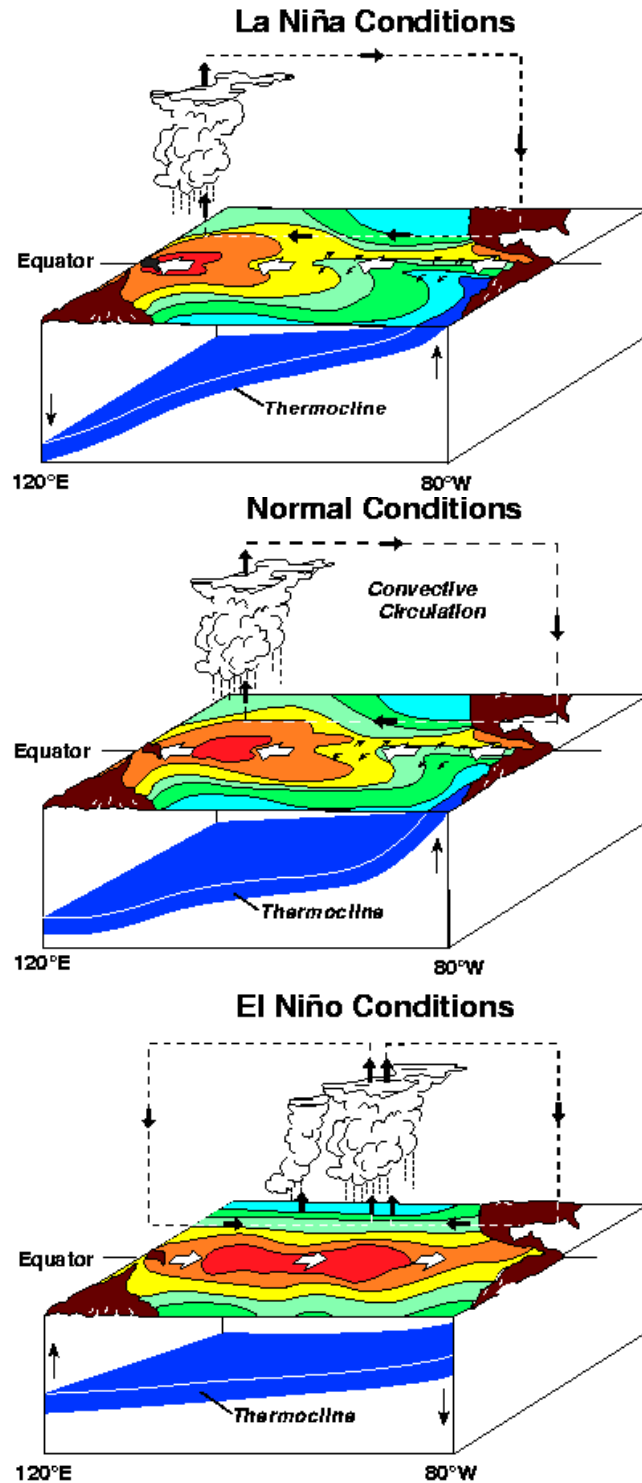 La Niña Conditions
Equator
Thermocline
120°E
80°W
Normal Conditions
Convective
Circulation
Equator
Thermocline
120°E
80°W
El Niño Conditions
Equator
Thermocline
120°E
80°W